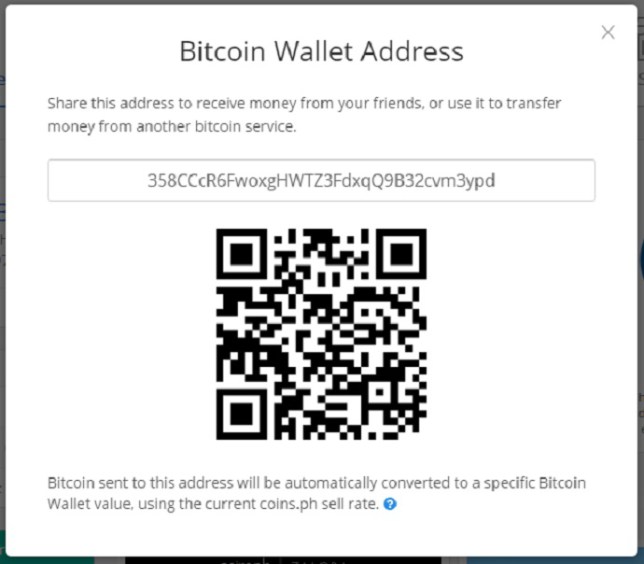 Bitcoin Wallet Address
Share this address to receive money from your friends, or use it to transfer
money from another bitcoin service.
358CCcR6FwoxgHWTZ3FdxqQ9B32cvm3ypd
Bitcoin sent to this address will be automatically converted to a specific Bitcoin
Wallet value, using the current coins.ph sell rate. ?